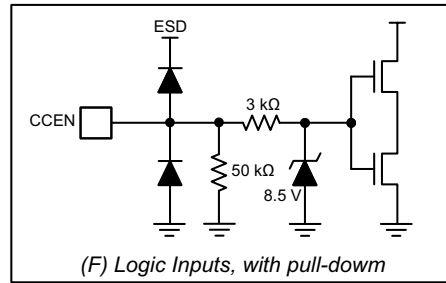 ESD
CCEN
3 kΩ
50 kΩ
8.5 V
(F) Logic Inputs, with pull-dowm